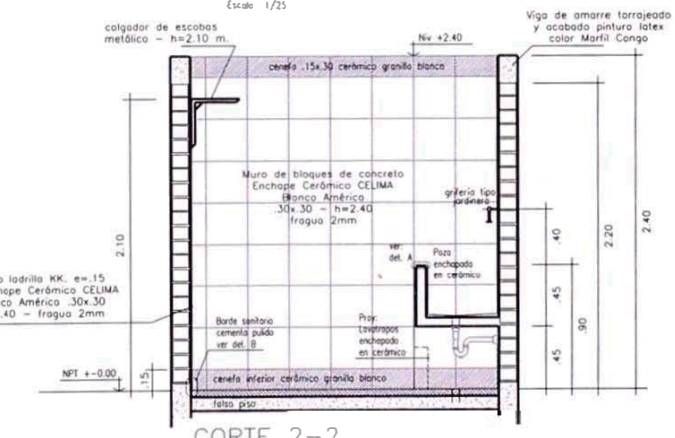 Escala 1/25
colgador de escobas
metálico - h=2.10 m.
Niv +2.40
Viga de amarre tarrajeado
y acabado pintura latex
color Marfil Congo
cenefa .15x.30 cerámico granilla blanco
Muro de bloques de concreto
Enchape Cerámico CELIMA
Blanco América
.30x.30 - h=2.40
fragua 2mm
grifería tipo
jardinero
ver:
det. A
Poza
enchapada
en cerámico
2.10
.40
.45
.45
.90
2.20
2.40
ladrillo KK. e=.15
Enchape Cerámico CELIMA
América .30x.30
.40 - fragua 2mm
Borde sanitario
cemento pulido
ver det. B
Proy:
Lavatrapos
enchapado
en cerámico
NPT +-0.00
.15
cenefa inferior cerámico granilla blanco
falso piso
CORTE 2-2